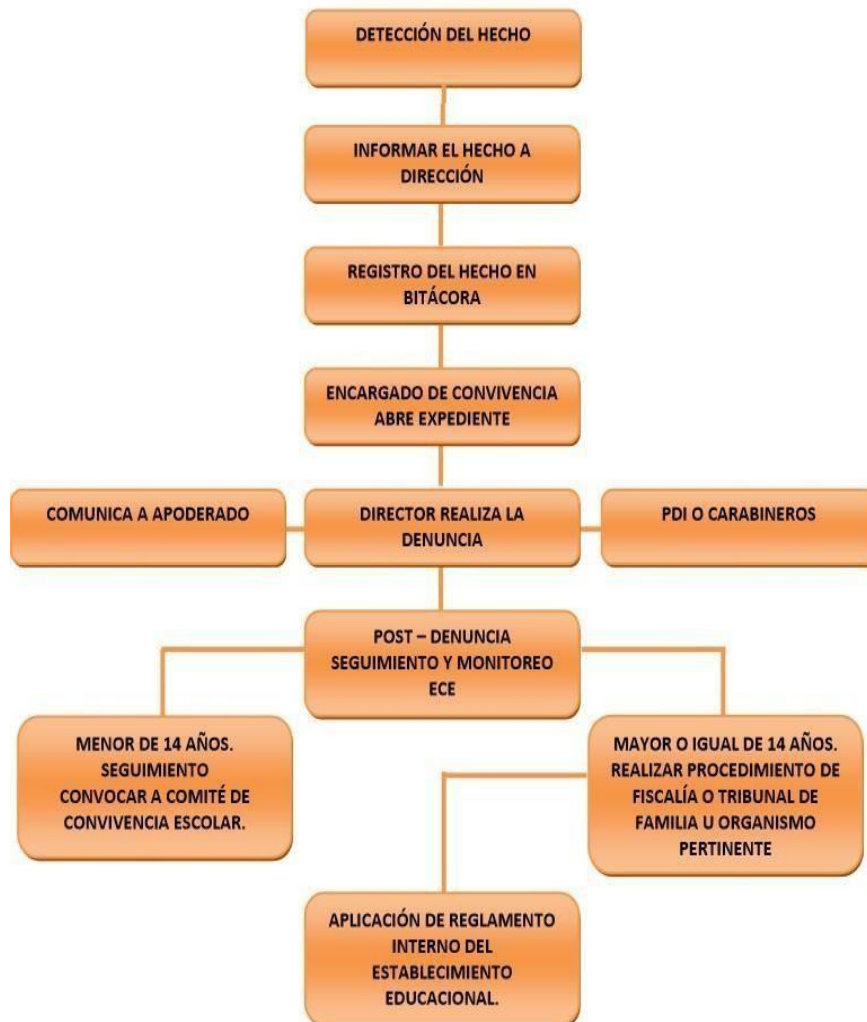 DETECCIÓN DEL HECHO
INFORMAR EL HECHO A
DIRECCIÓN
REGISTRO DEL HECHO EN
BITÁCORA
ENCARGADO DE CONVIVENCIA
ABRE EXPEDIENTE
COMUNICA A APODERADO
DIRECTOR REALIZA LA
DENUNCIA
PDI O CARABINEROS
POST – DENUNCIA
SEGUIMIENTO Y MONITOREO
ECE
MENOR DE 14 AÑOS.
SEGUIMIENTO
CONVOCAR A COMITÉ DE
CONVIVENCIA ESCOLAR.
MAYOR O IGUAL DE 14 AÑOS.
REALIZAR PROCEDIMIENTO DE
FISCALÍA O TRIBUNAL DE
FAMILIA U ORGANISMO
PERTINENTE
APLICACIÓN DE REGLAMENTO
INTERNO DEL
ESTABLECIMIENTO
EDUCACIONAL.